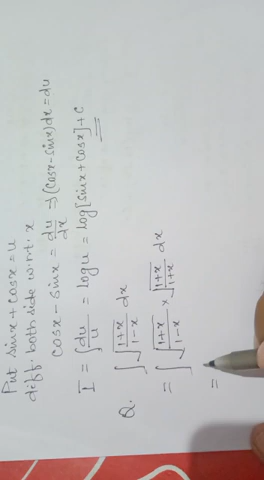 Put sinx + cosx = u
diff. both side w.r.t. x
cosx - sinx = du/dx ⇒ (cosx - sinx)dx = du
I = ∫ du/u = log u = log[sinx + cosx] + c
Q. ∫ √(1+x)/(1-x) dx
= ∫ √(1+x)/(1-x) × √(1+x)/(1+x) dx
=